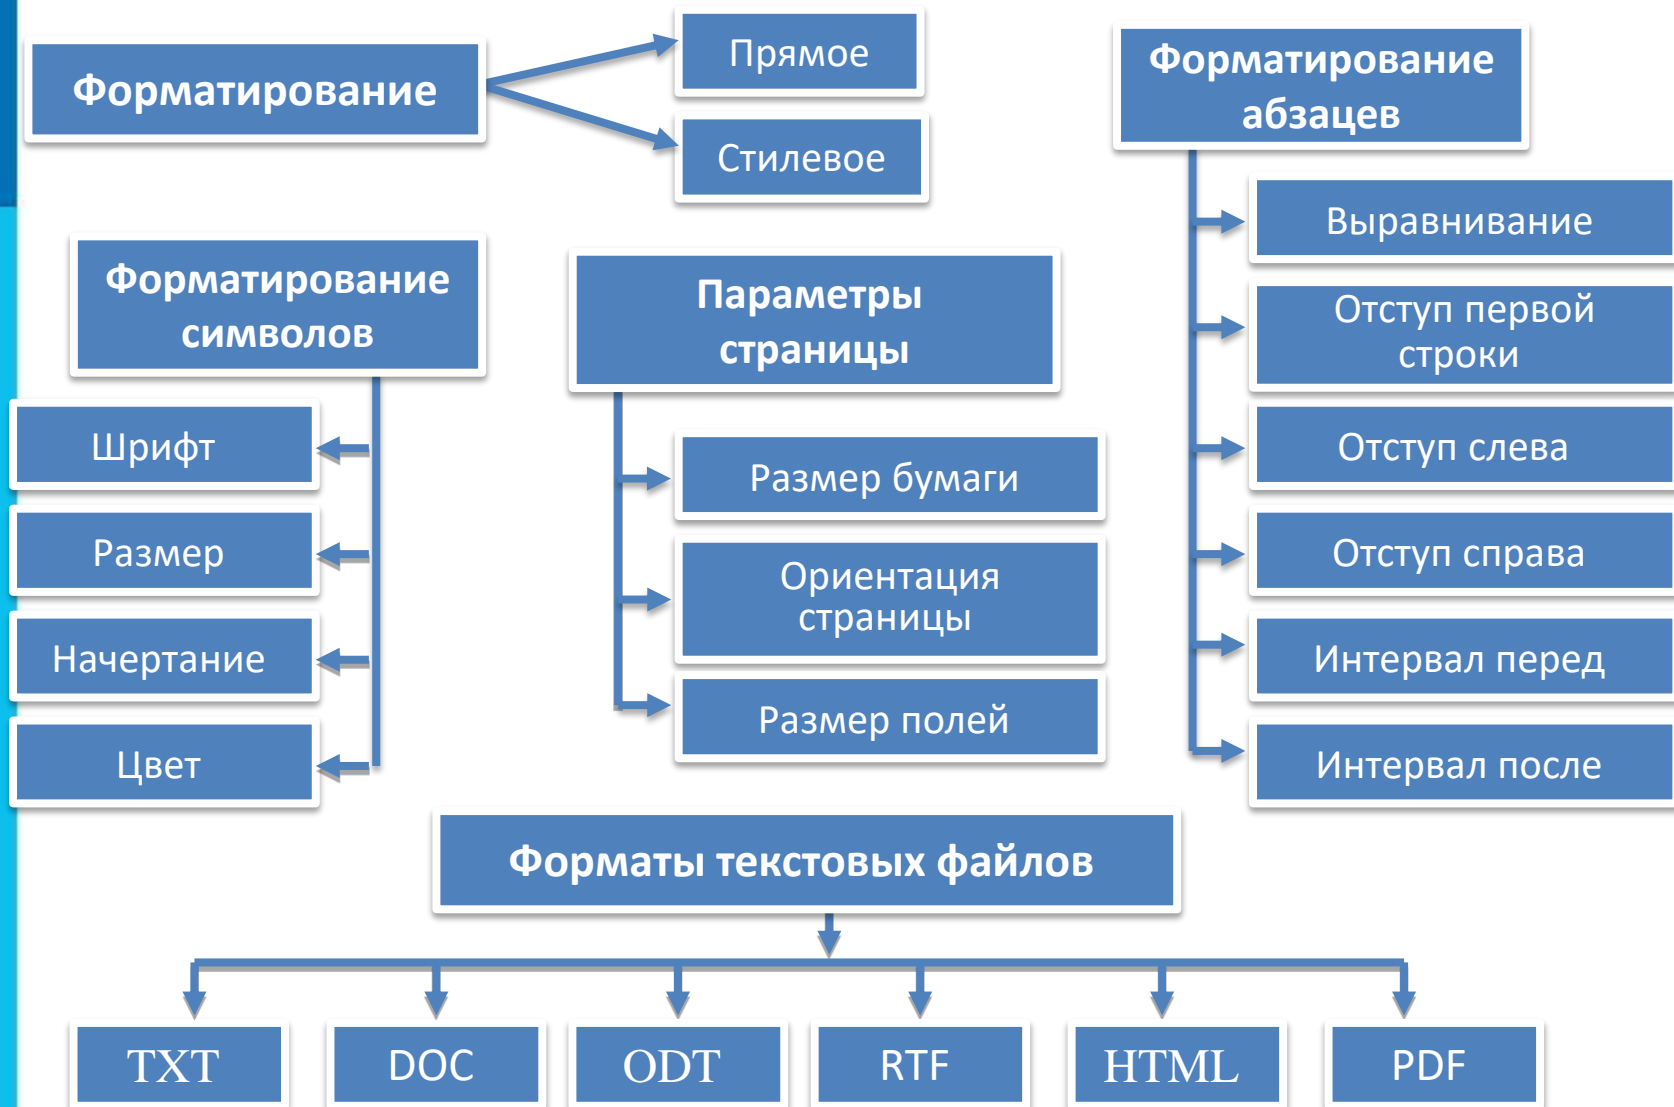 Форматирование
Прямое
Стилевое
Форматирование
абзацев
Выравнивание
Отступ первой
строки
Отступ слева
Отступ справа
Интервал перед
Интервал после
Форматирование
символов
Шрифт
Размер
Начертание
Цвет
Параметры
страницы
Размер бумаги
Ориентация
страницы
Размер полей
Форматы текстовых файлов
TXT
DOC
ODT
RTF
HTML
PDF